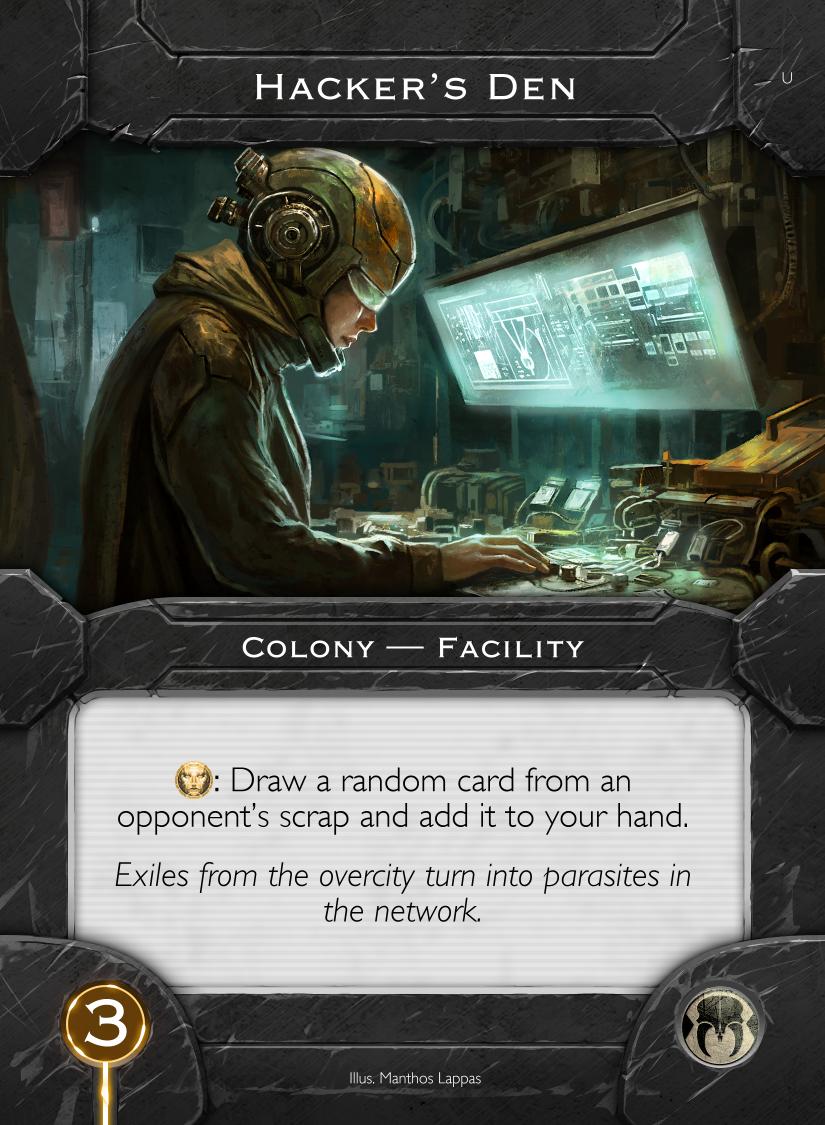 Hacker's Den
U
Colony — Facility
: Draw a random card from an
opponent's scrap and add it to your hand.
Exiles from the overcity turn into parasites in
the network.
3
Illus. Manthos Lappas